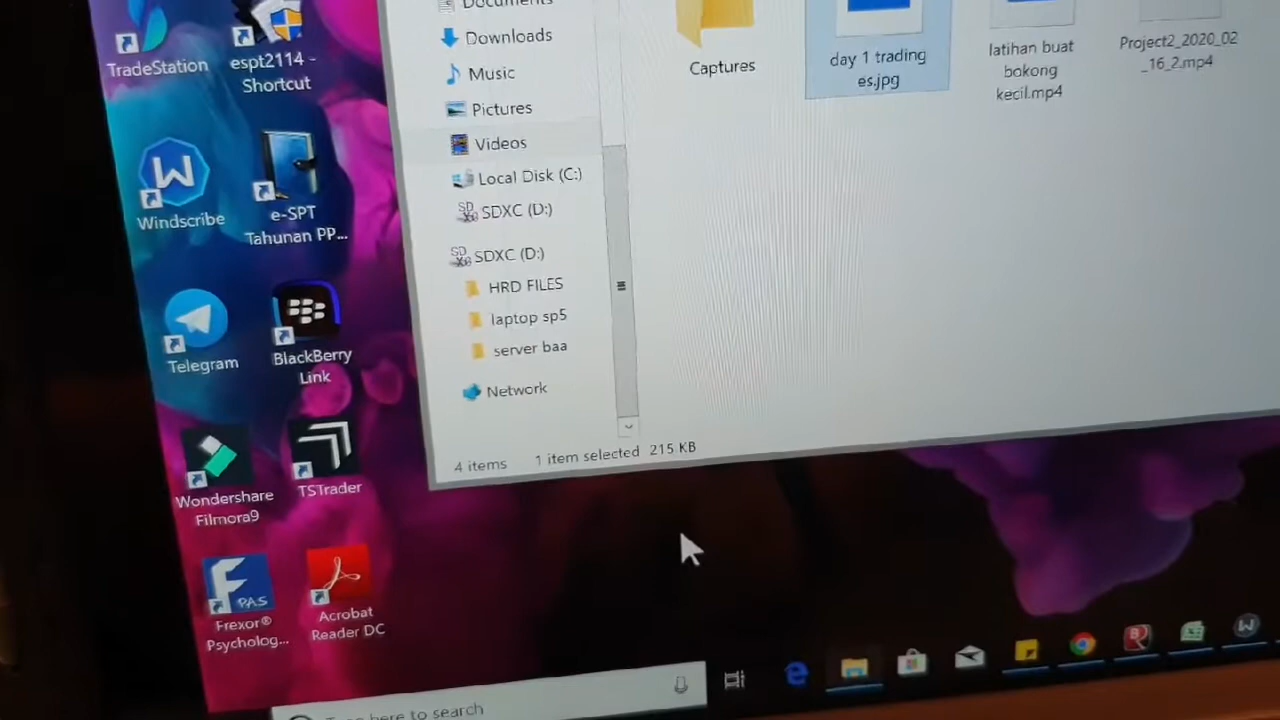 TradeStation
espt2114 -
Shortcut
Windscribe
e-SPT
Tahunan PP...
Telegram
BlackBerry
Link
Wondershare
Filmora9
TSTrader
Frexor®
Psycholog...
PAS
Acrobat
Reader DC
Documents
Downloads
Music
Pictures
Videos
Local Disk (C:)
SDXC (D:)
SDXC (D:)
HRD FILES
laptop sp5
server baa
Network
4 items 1 item selected 215 KB
Captures
day 1 trading
es.jpg
latihan buat
bokong
kecil.mp4
Project2_2020_02
_16_2.mp4
Type here to search